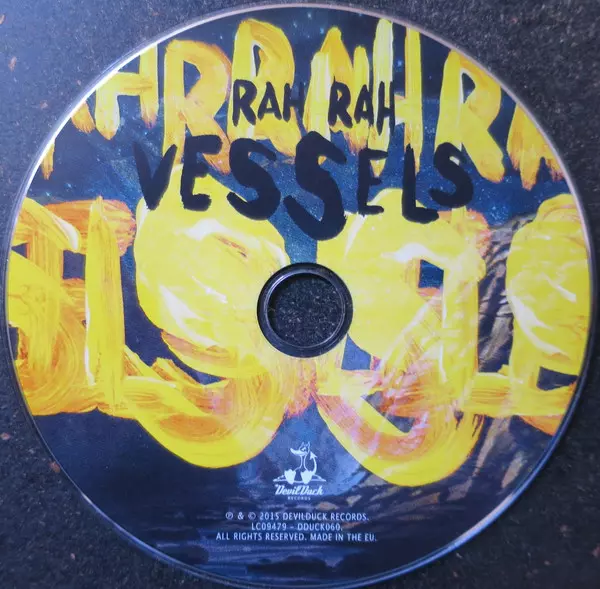 RAH RAH
VESSELS
DevilDuck
RECORDS
℗ & © 2015 DEVILDUCK RECORDS.
LC09479 – DDUCK060.
ALL RIGHTS RESERVED. MADE IN THE EU.